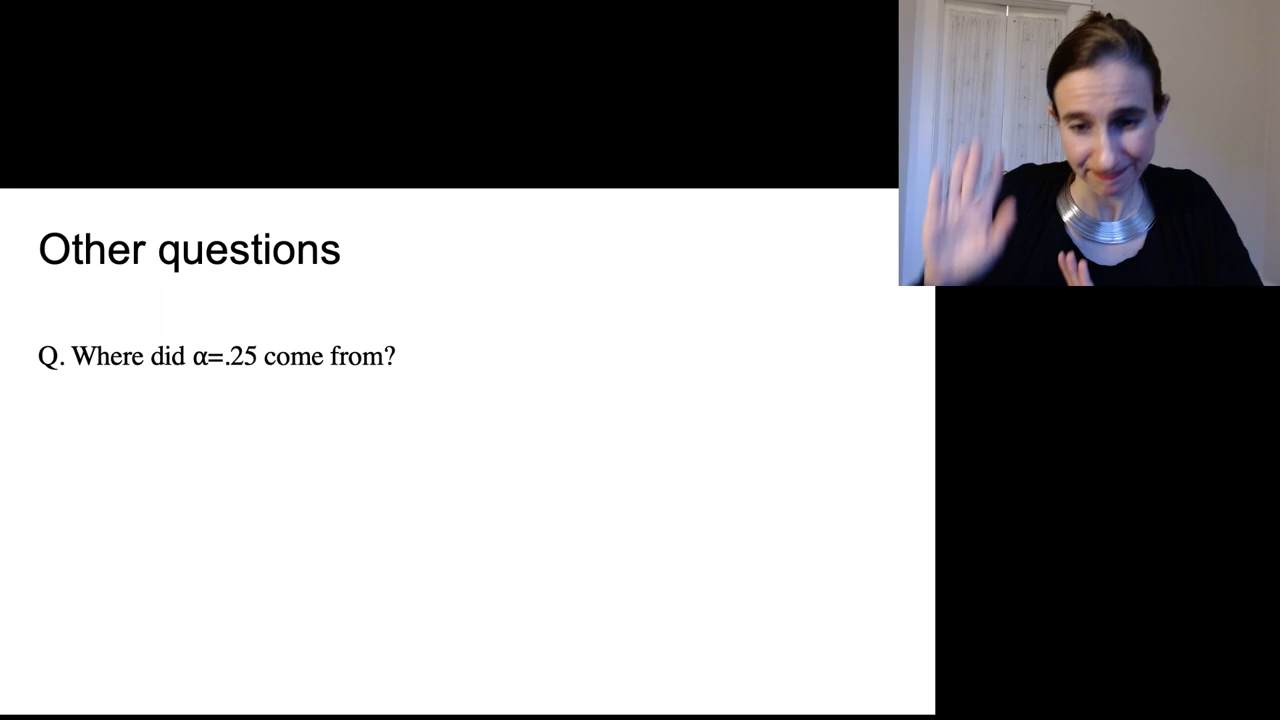 Other questions
Q. Where did α=.25 come from?